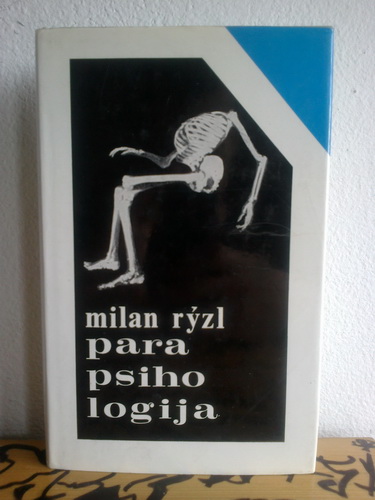 milan rýzl
para
psiho
logija